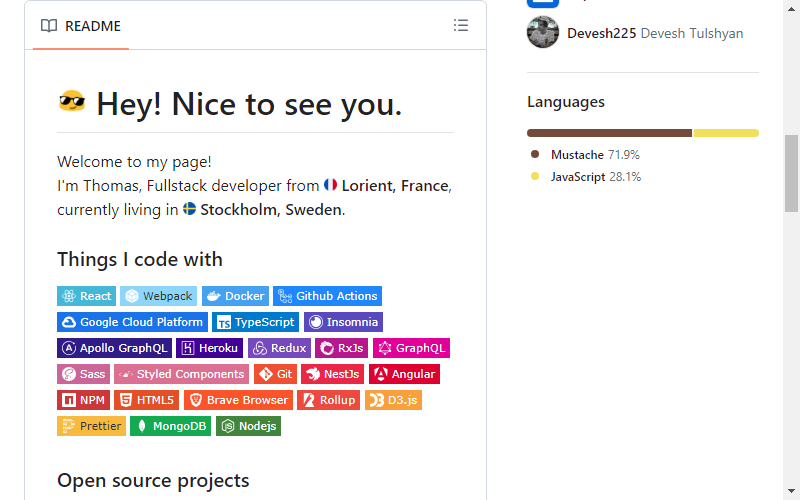 README
😎 Hey! Nice to see you.
Welcome to my page!
I'm Thomas, Fullstack developer from 🇫🇷 Lorient, France,
currently living in 🇸🇪 Stockholm, Sweden.
Things I code with
React Webpack Docker Github Actions
Google Cloud Platform TypeScript Insomnia
Apollo GraphQL Heroku Redux RxJs GraphQL
Sass Styled Components Git NestJs Angular
NPM HTML5 Brave Browser Rollup D3.js
Prettier MongoDB Nodejs
Open source projects
Devesh225 Devesh Tulshyan
Languages
Mustache 71.9%
JavaScript 28.1%